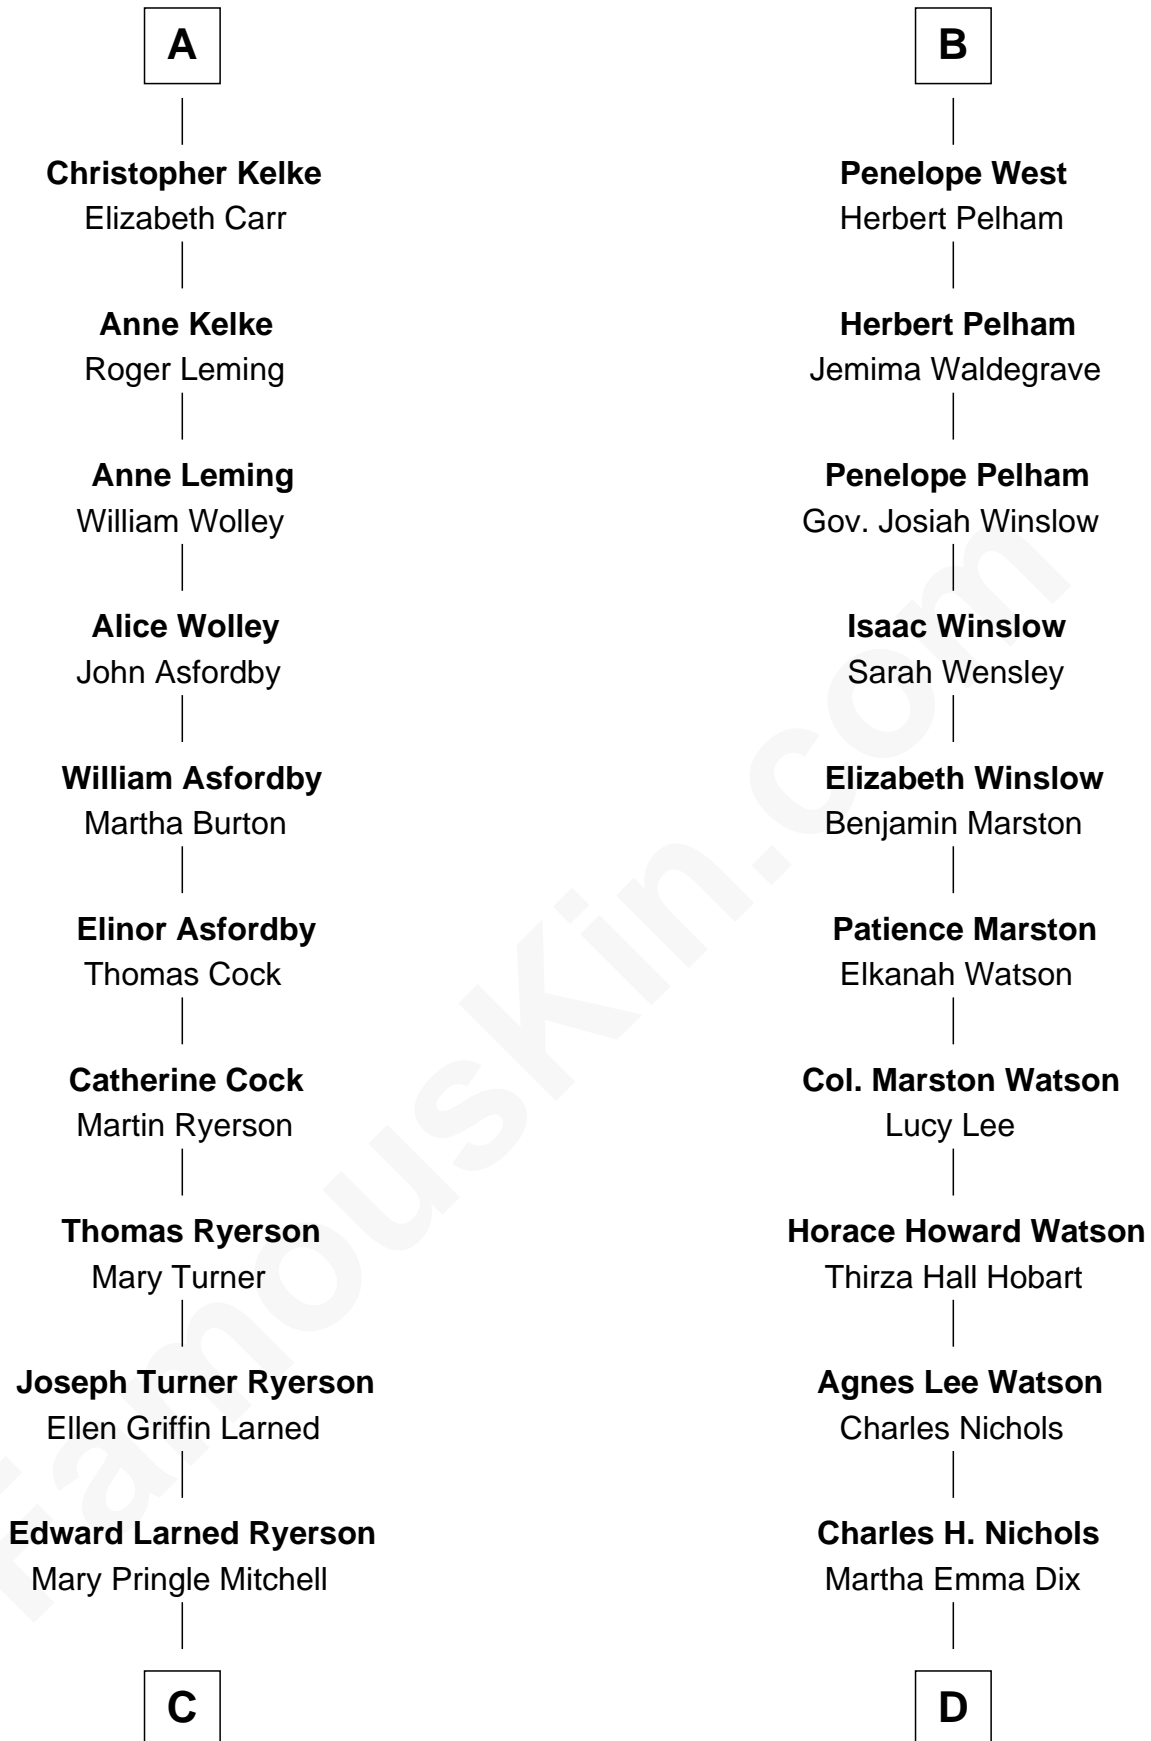 A
Christopher Kelke
Elizabeth Carr
Anne Kelke
Roger Leming
Anne Leming
William Wolley
Alice Wolley
John Asfordby
William Asfordby
Martha Burton
Elinor Asfordby
Thomas Cock
Catherine Cock
Martin Ryerson
Thomas Ryerson
Mary Turner
Joseph Turner Ryerson
Ellen Griffin Larned
Edward Larned Ryerson
Mary Pringle Mitchell
C
B
Penelope West
Herbert Pelham
Herbert Pelham
Jemima Waldegrave
Penelope Pelham
Gov. Josiah Winslow
Isaac Winslow
Sarah Wensley
Elizabeth Winslow
Benjamin Marston
Patience Marston
Elkanah Watson
Col. Marston Watson
Lucy Lee
Horace Howard Watson
Thirza Hall Hobart
Agnes Lee Watson
Charles Nichols
Charles H. Nichols
Martha Emma Dix
D
FamousKin.com